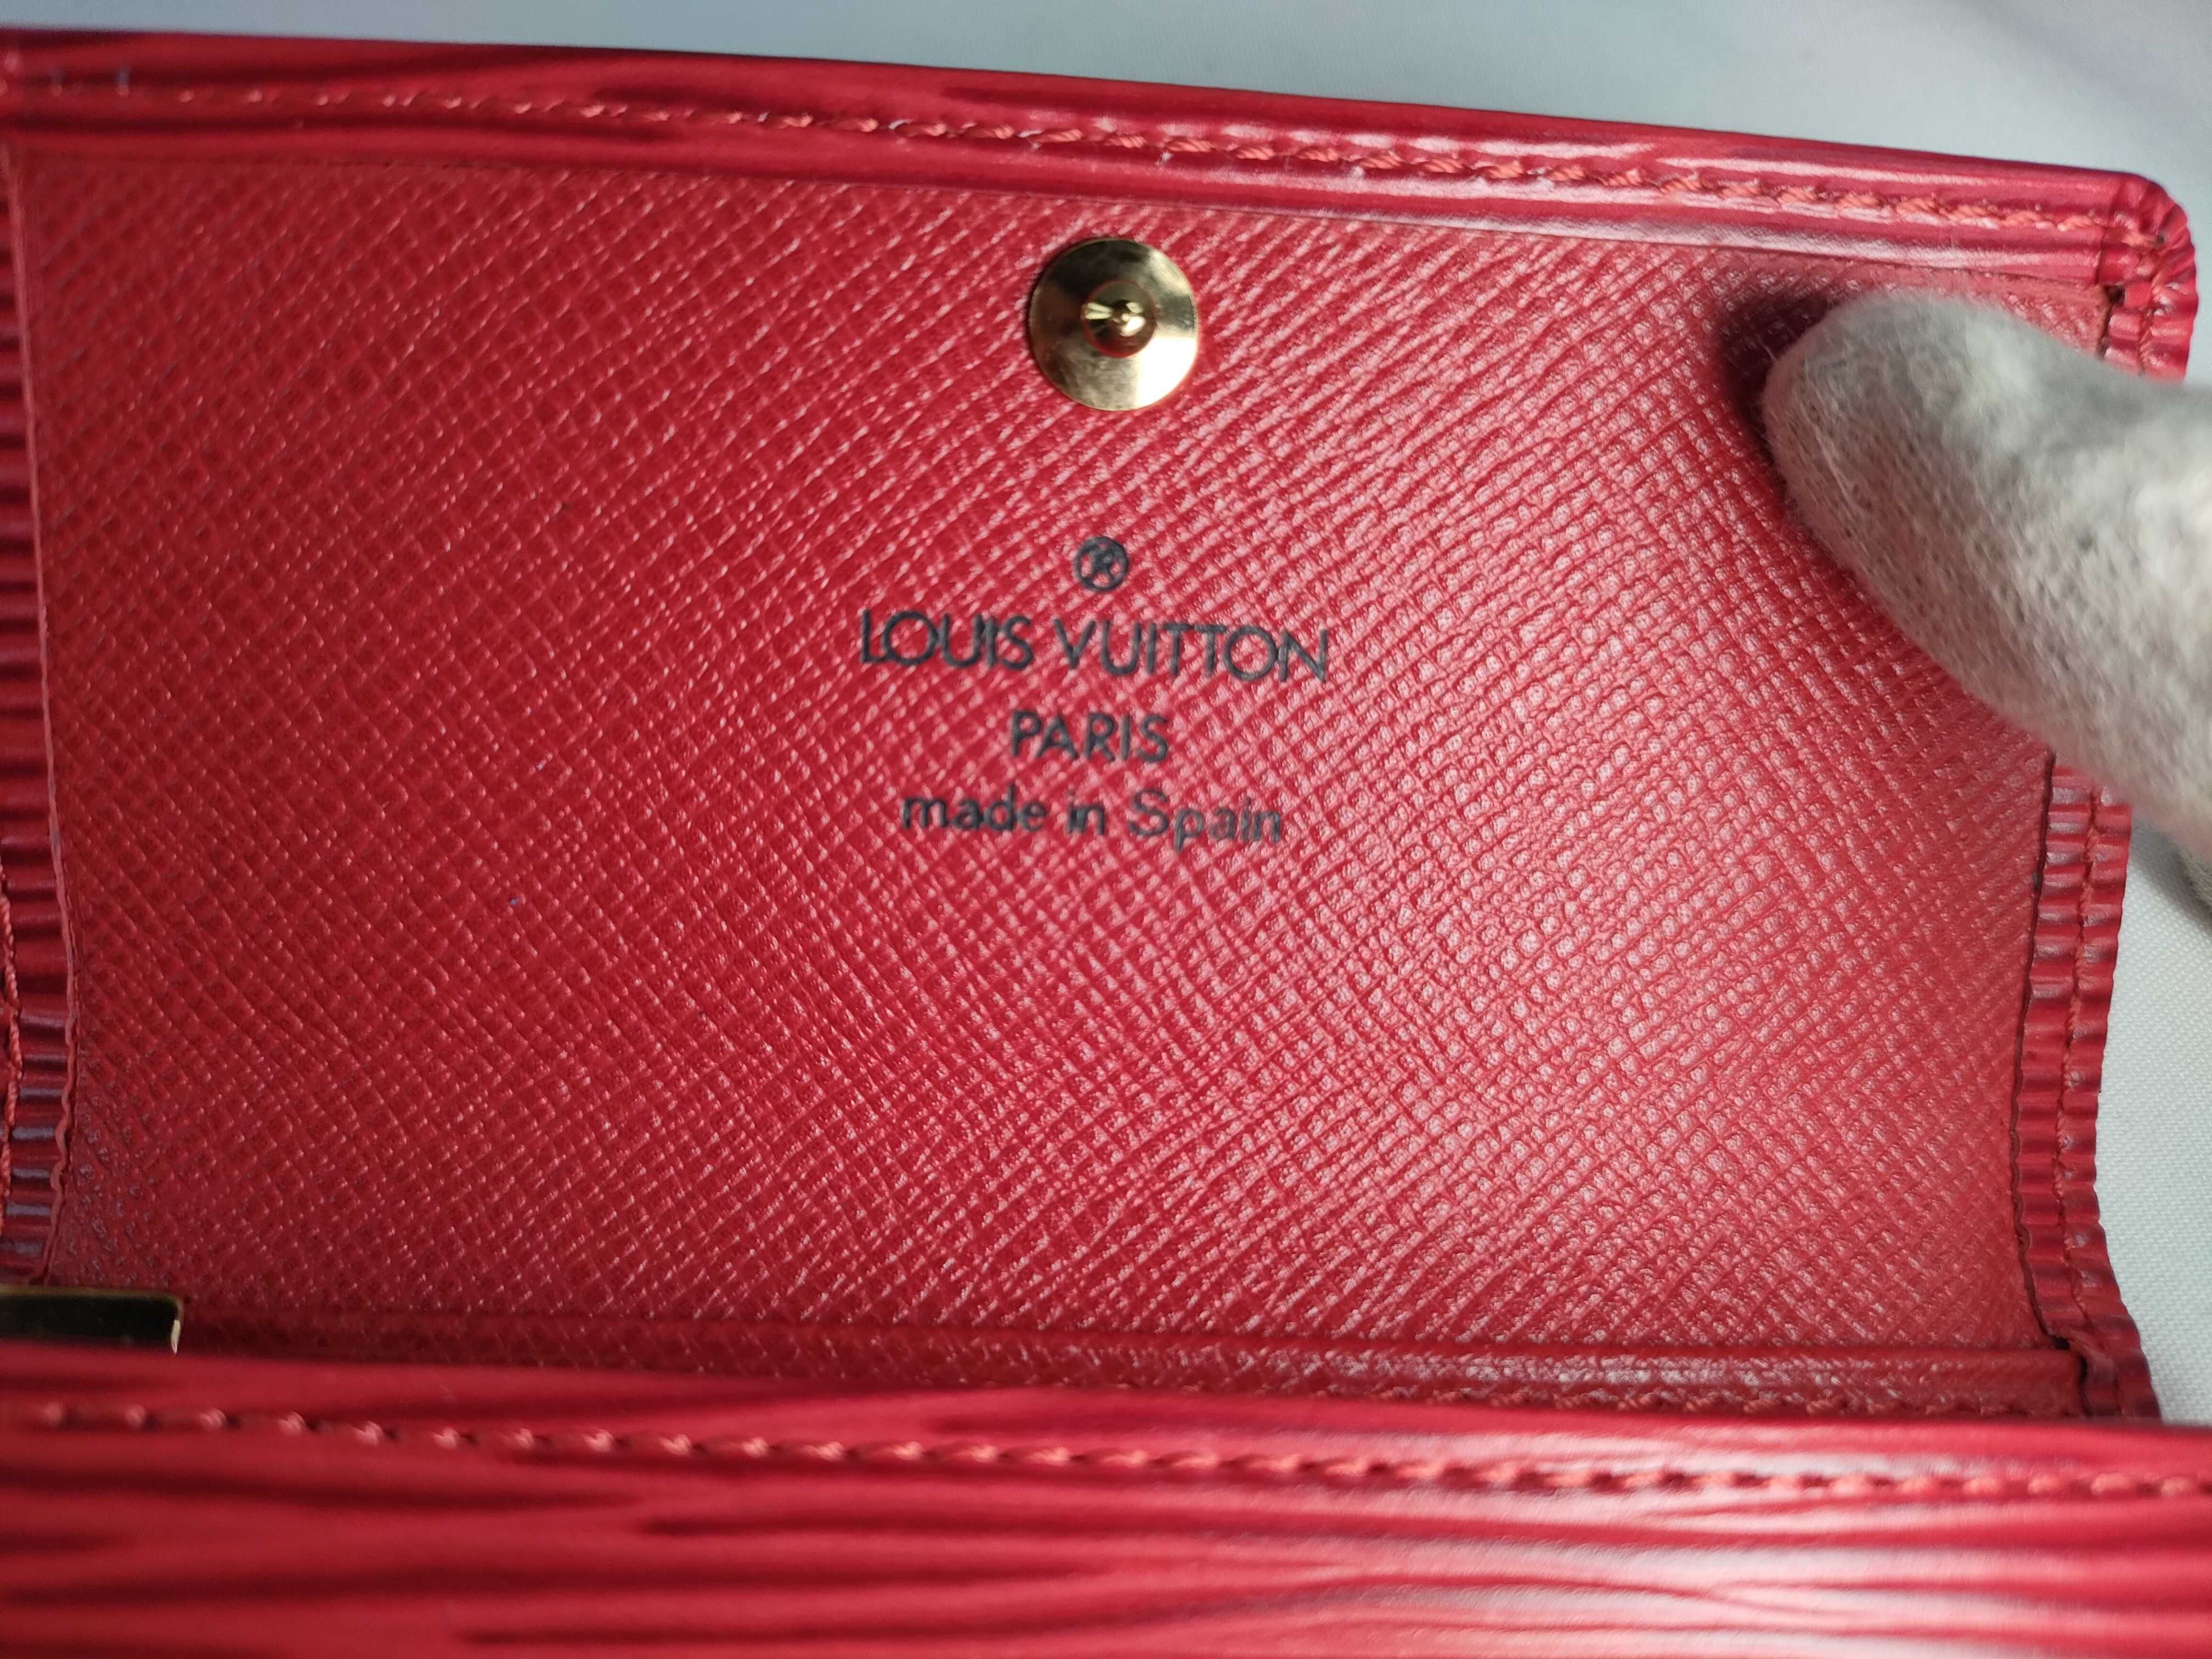 ®
LOUIS VUITTON
PARIS
made in Spain